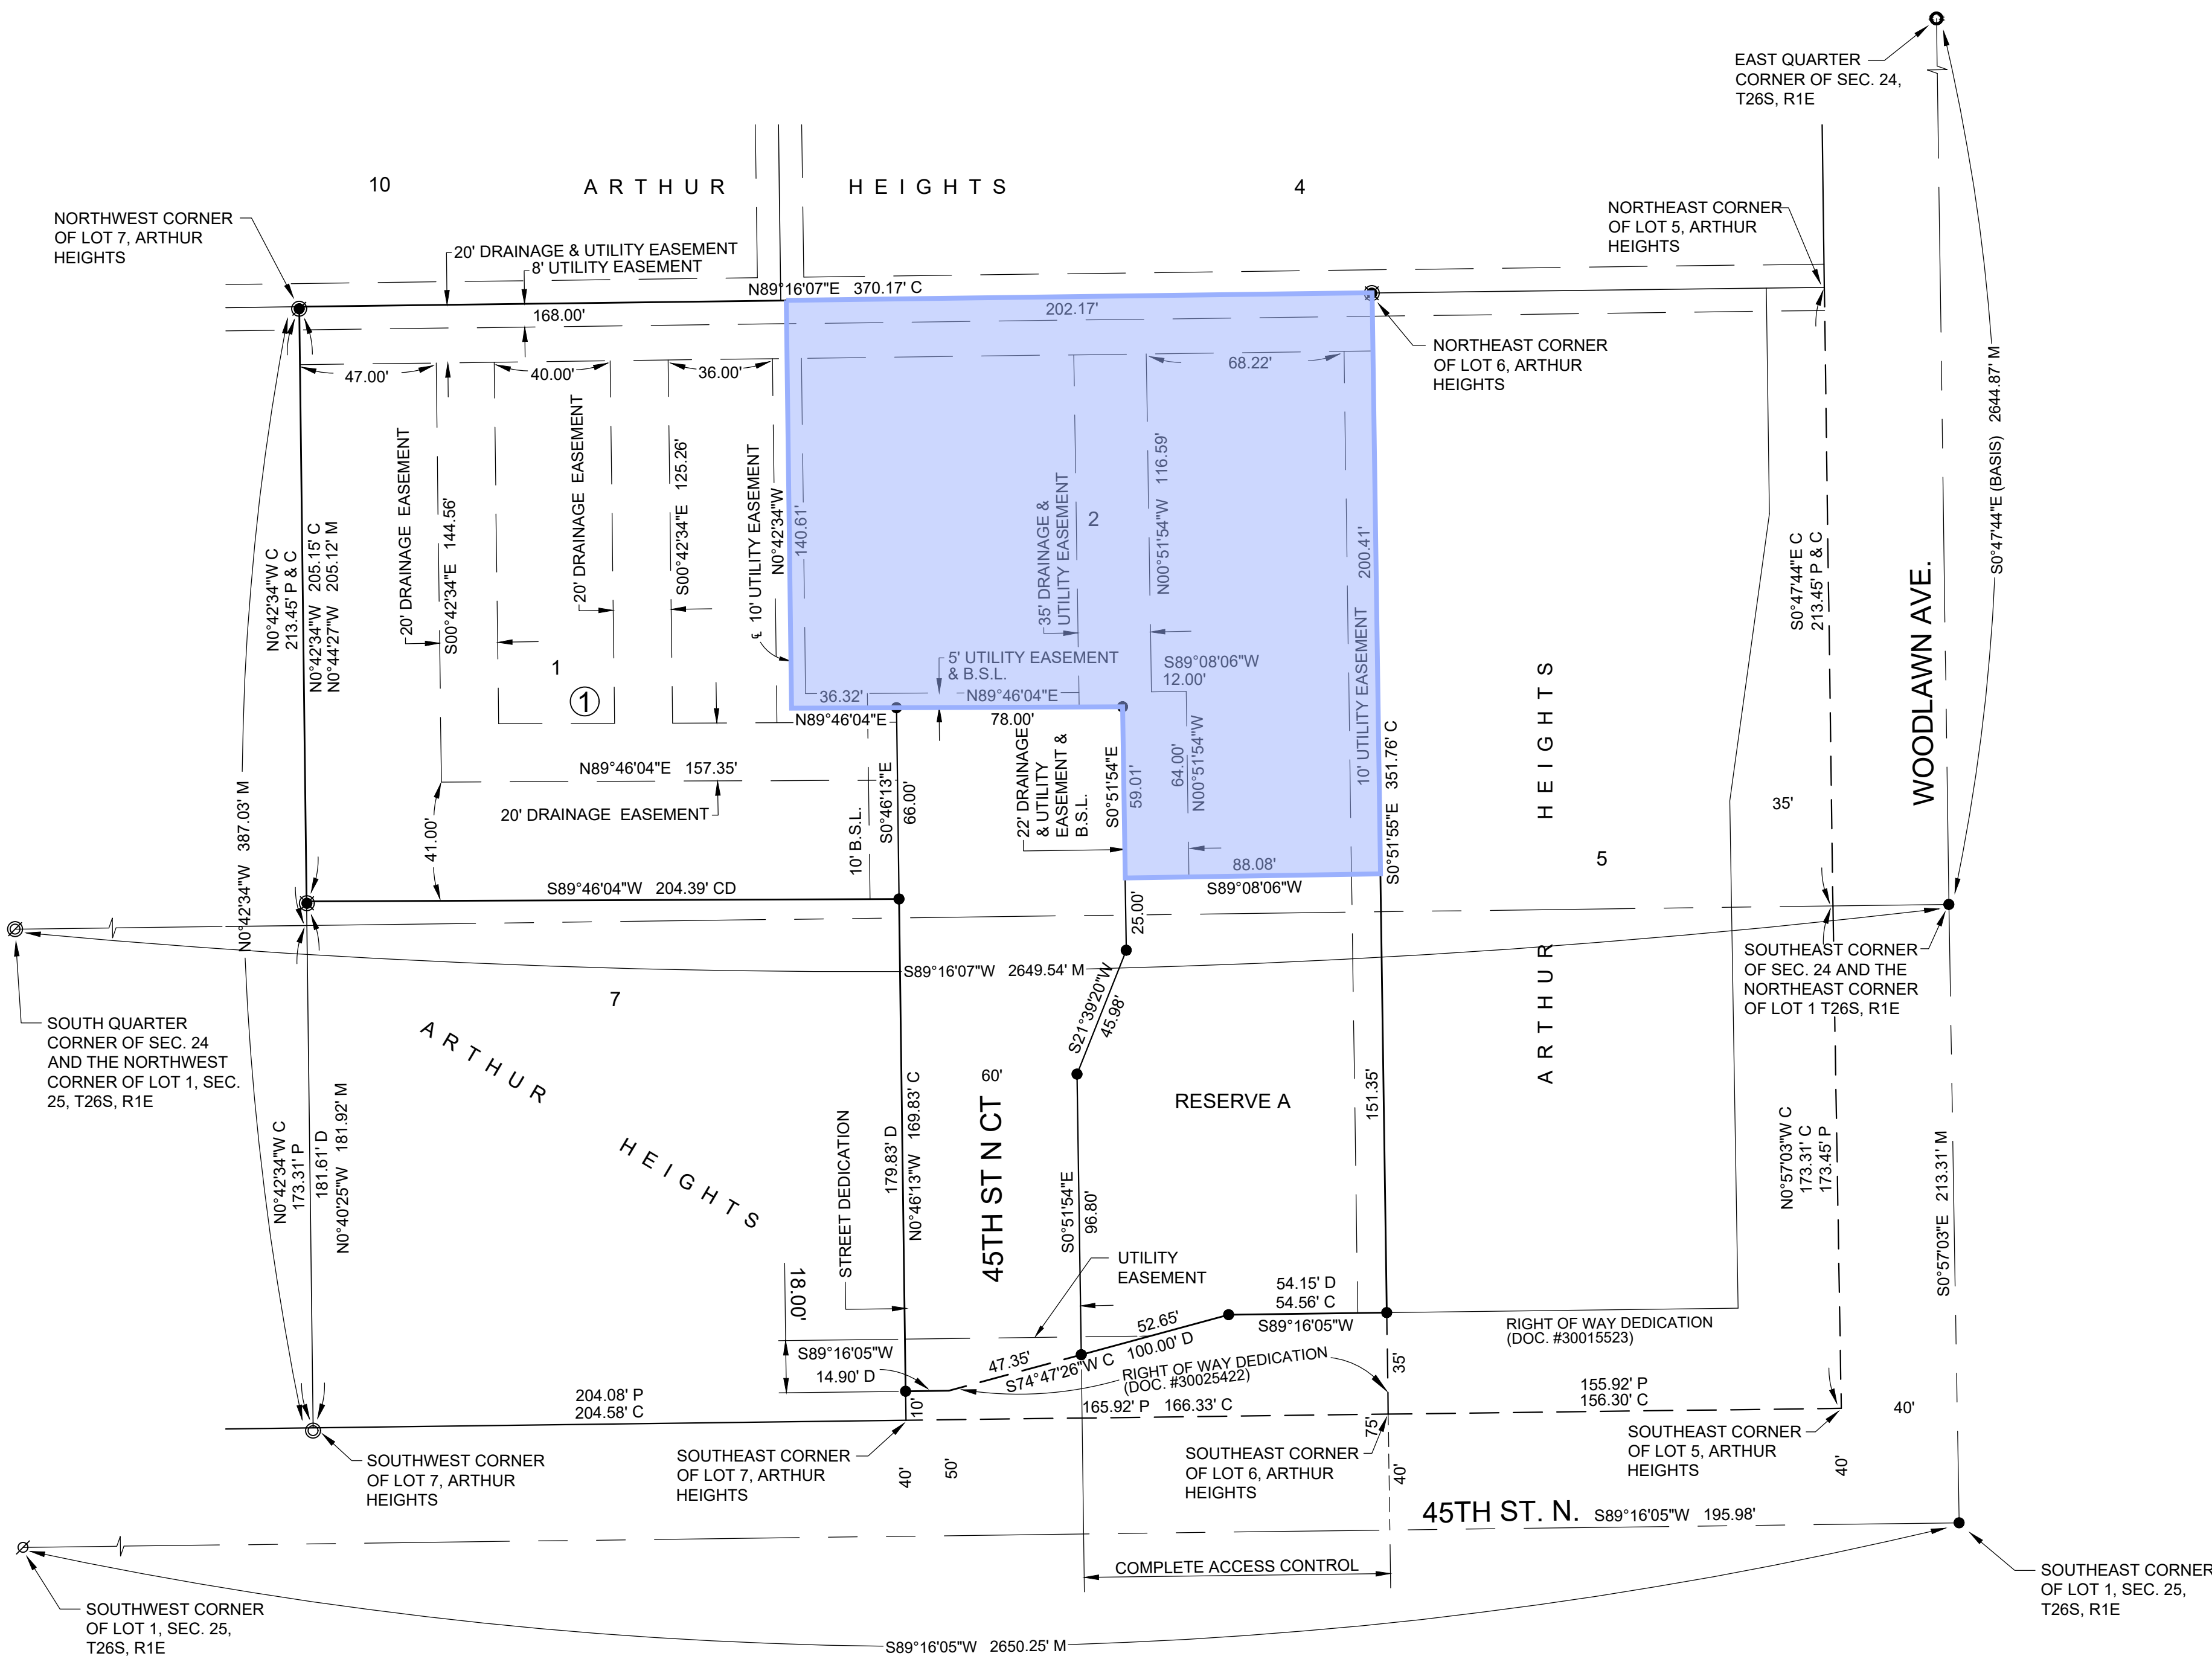 EAST QUARTER
CORNER OF SEC. 24,
T26S, R1E
10
ARTHUR
HEIGHTS
4
NORTHWEST CORNER
OF LOT 7, ARTHUR
HEIGHTS
NORTHEAST CORNER
OF LOT 5, ARTHUR
HEIGHTS
20' DRAINAGE & UTILITY EASEMENT
8' UTILITY EASEMENT
N89°16'07"E 370.17' C
168.00'
202.17'
NORTHEAST CORNER
OF LOT 6, ARTHUR
HEIGHTS
47.00'
40.00'
36.00'
68.22'
20' DRAINAGE EASEMENT
S00°42'34"E 144.56'
20' DRAINAGE EASEMENT
S00°42'34"E 125.26'
℄ 10' UTILITY EASEMENT
N0°42'34"W
140.61'
35' DRAINAGE &
UTILITY EASEMENT
2
N00°51'54"W 116.59'
200.41'
10' UTILITY EASEMENT
S0°47'44"E (BASIS) 2644.87' M
N0°42'34"W C
213.45' P & C
N0°42'34"W 205.15' C
N0°44'27"W 205.12' M
S0°47'44"E C
213.45' P & C
WOODLAWN AVE.
1
1
5' UTILITY EASEMENT
& B.S.L.
S89°08'06"W
12.00'
36.32'
N89°46'04"E
N89°46'04"E
78.00'
N89°46'04"E 157.35'
20' DRAINAGE EASEMENT
41.00'
10' B.S.L.
S0°46'13"E
66.00'
22' DRAINAGE
& UTILITY
EASEMENT &
B.S.L.
S0°51'54"E
59.01'
64.00'
N00°51'54"W
S0°51'55"E 351.76' C
ARTHUR HEIGHTS
35'
5
88.08'
S89°08'06"W
S89°46'04"W 204.39' CD
N0°42'34"W 387.03' M
25.00'
S89°16'07"W 2649.54' M
S21°39'20"W
45.98'
SOUTHEAST CORNER
OF SEC. 24 AND THE
NORTHEAST CORNER
OF LOT 1 T26S, R1E
SOUTH QUARTER
CORNER OF SEC. 24
AND THE NORTHWEST
CORNER OF LOT 1, SEC.
25, T26S, R1E
7
ARTHUR
HEIGHTS
60'
RESERVE A
45TH ST N CT
151.35'
N0°42'34"W C
173.31' P
181.61' D
N0°40'25"W 181.92' M
STREET DEDICATION
179.83' D
N0°46'13"W 169.83' C
S0°51'54"E
96.80'
N0°57'03"W C
173.31' C
173.45' P
S0°57'03"E 213.31' M
UTILITY
EASEMENT
18.00'
54.15' D
54.56' C
S89°16'05"W
52.65'
100.00' D
47.35'
S74°47'26"W C
RIGHT OF WAY DEDICATION
(DOC. #30015523)
RIGHT OF WAY DEDICATION
(DOC. #30025422)
S89°16'05"W
14.90' D
35'
10'
204.08' P
204.58' C
165.92' P 166.33' C
155.92' P
156.30' C
75'
40'
SOUTHWEST CORNER
OF LOT 7, ARTHUR
HEIGHTS
SOUTHEAST CORNER
OF LOT 7, ARTHUR
HEIGHTS
40'
50'
SOUTHEAST CORNER
OF LOT 6, ARTHUR
HEIGHTS
40'
SOUTHEAST CORNER
OF LOT 5, ARTHUR
HEIGHTS
40'
45TH ST. N.
S89°16'05"W 195.98'
COMPLETE ACCESS CONTROL
SOUTHEAST CORNER
OF LOT 1, SEC. 25,
T26S, R1E
SOUTHWEST CORNER
OF LOT 1, SEC. 25,
T26S, R1E
S89°16'05"W 2650.25' M